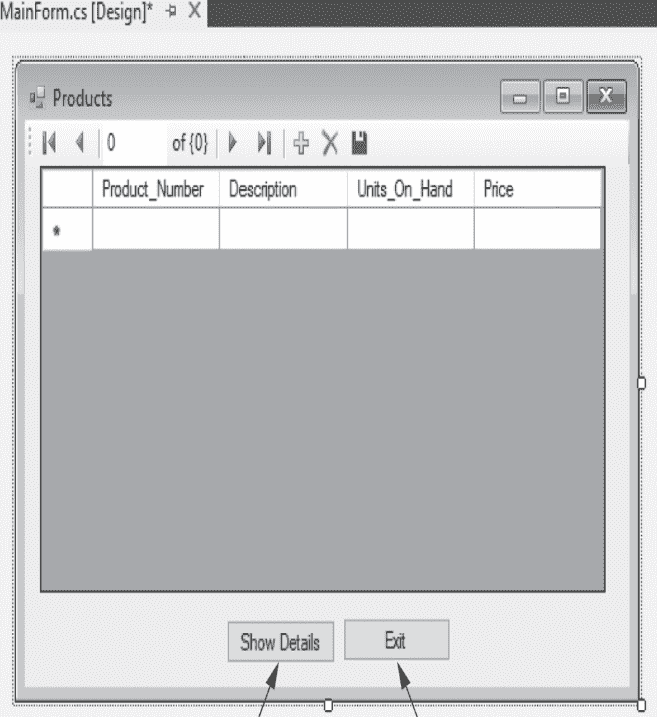 MainForm.cs [Design]*
Products
0 of {0}
Product_Number Description Units_On_Hand Price
*
Show Details Exit